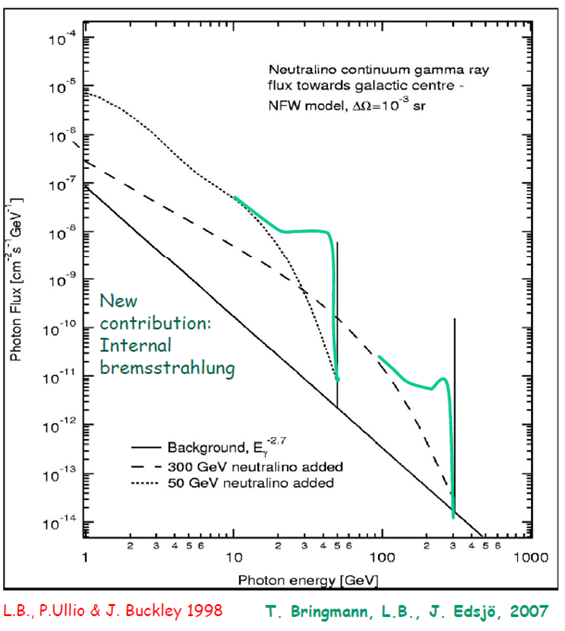 Neutralino continuum gamma ray
flux towards galactic centre -
NFW model, ΔΩ=10⁻³ sr
10⁻⁴
10⁻⁵
10⁻⁶
10⁻⁷
10⁻⁸
10⁻⁹
10⁻¹⁰
10⁻¹¹
10⁻¹²
10⁻¹³
10⁻¹⁴
Photon Flux [cm⁻²s⁻¹GeV⁻¹]
New
contribution:
Internal
bremsstrahlung
Background, Eᵧ⁻²·⁷
300 GeV neutralino added
50 GeV neutralino added
1 2 3 4 5 6 10 2 3 4 5 6 100 2 3 4 5 6 1000
Photon energy [GeV]
L.B., P.Ullio & J. Buckley 1998 T. Bringmann, L.B., J. Edsjö, 2007